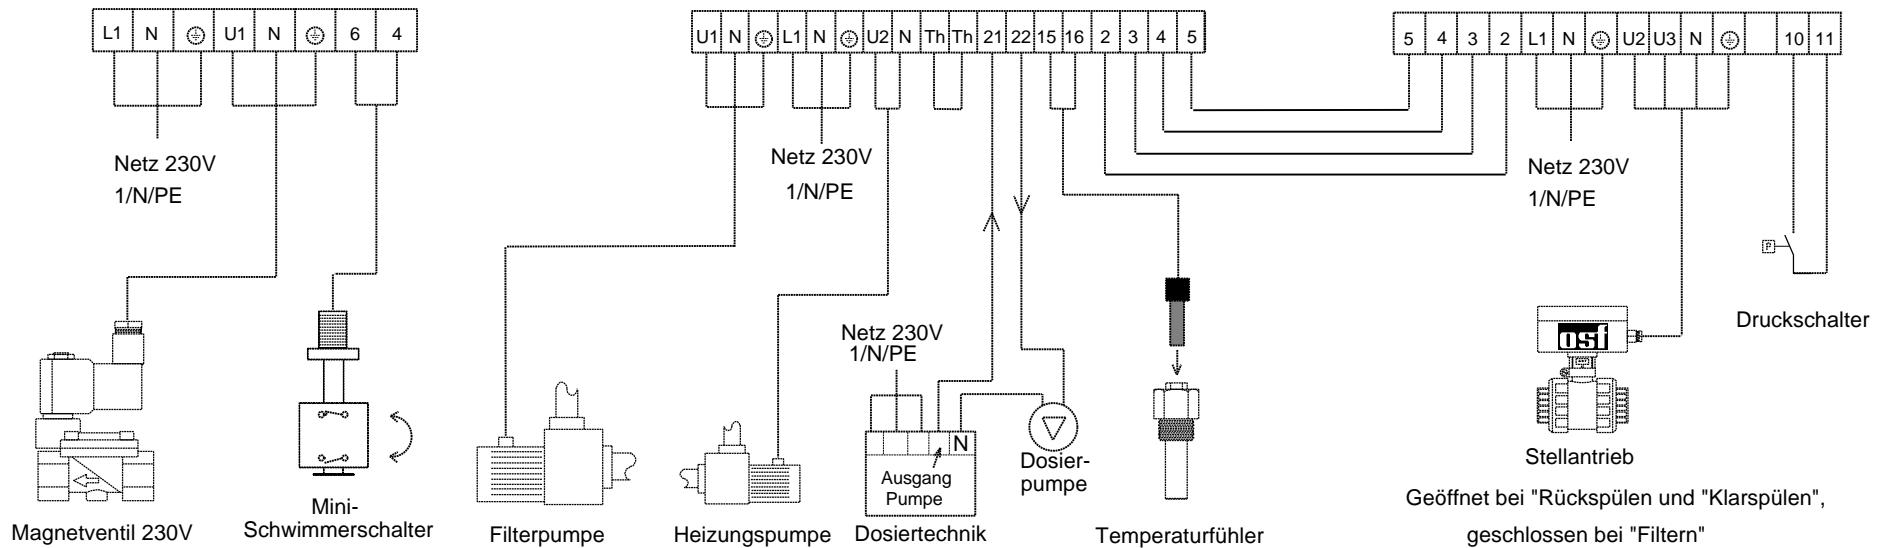 L1 N U1 N 6 4
U1 N L1 N U2 N Th Th 21 22 15 16 2 3 4 5
5 4 3 2 L1 N U2 U3 N 10 11
Netz 230V
1/N/PE
Netz 230V
1/N/PE
Netz 230V
1/N/PE
P
Netz 230V
1/N/PE
osf
Druckschalter
N
Ausgang
Pumpe
Dosier-
pumpe
Stellantrieb
Geöffnet bei "Rückspülen und "Klarspülen",
geschlossen bei "Filtern"
Magnetventil 230V
Mini-
Schwimmerschalter
Filterpumpe
Heizungspumpe
Dosiertechnik
Temperaturfühler